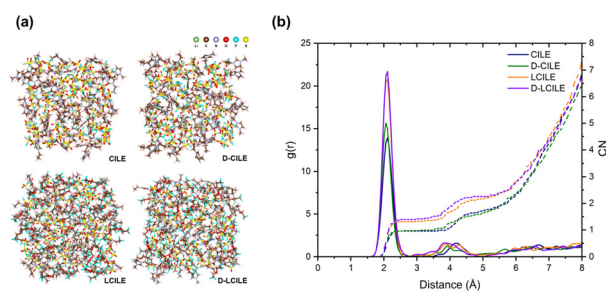 (a)
Li C N O F S
CILE
D-CILE
LCILE
D-LCILE
(b)
25
20
15
10
5
0
g(r)
8
7
6
5
4
3
2
1
0
CN
CILE
D-CILE
LCILE
D-LCILE
0 1 2 3 4 5 6 7 8
Distance (Å)